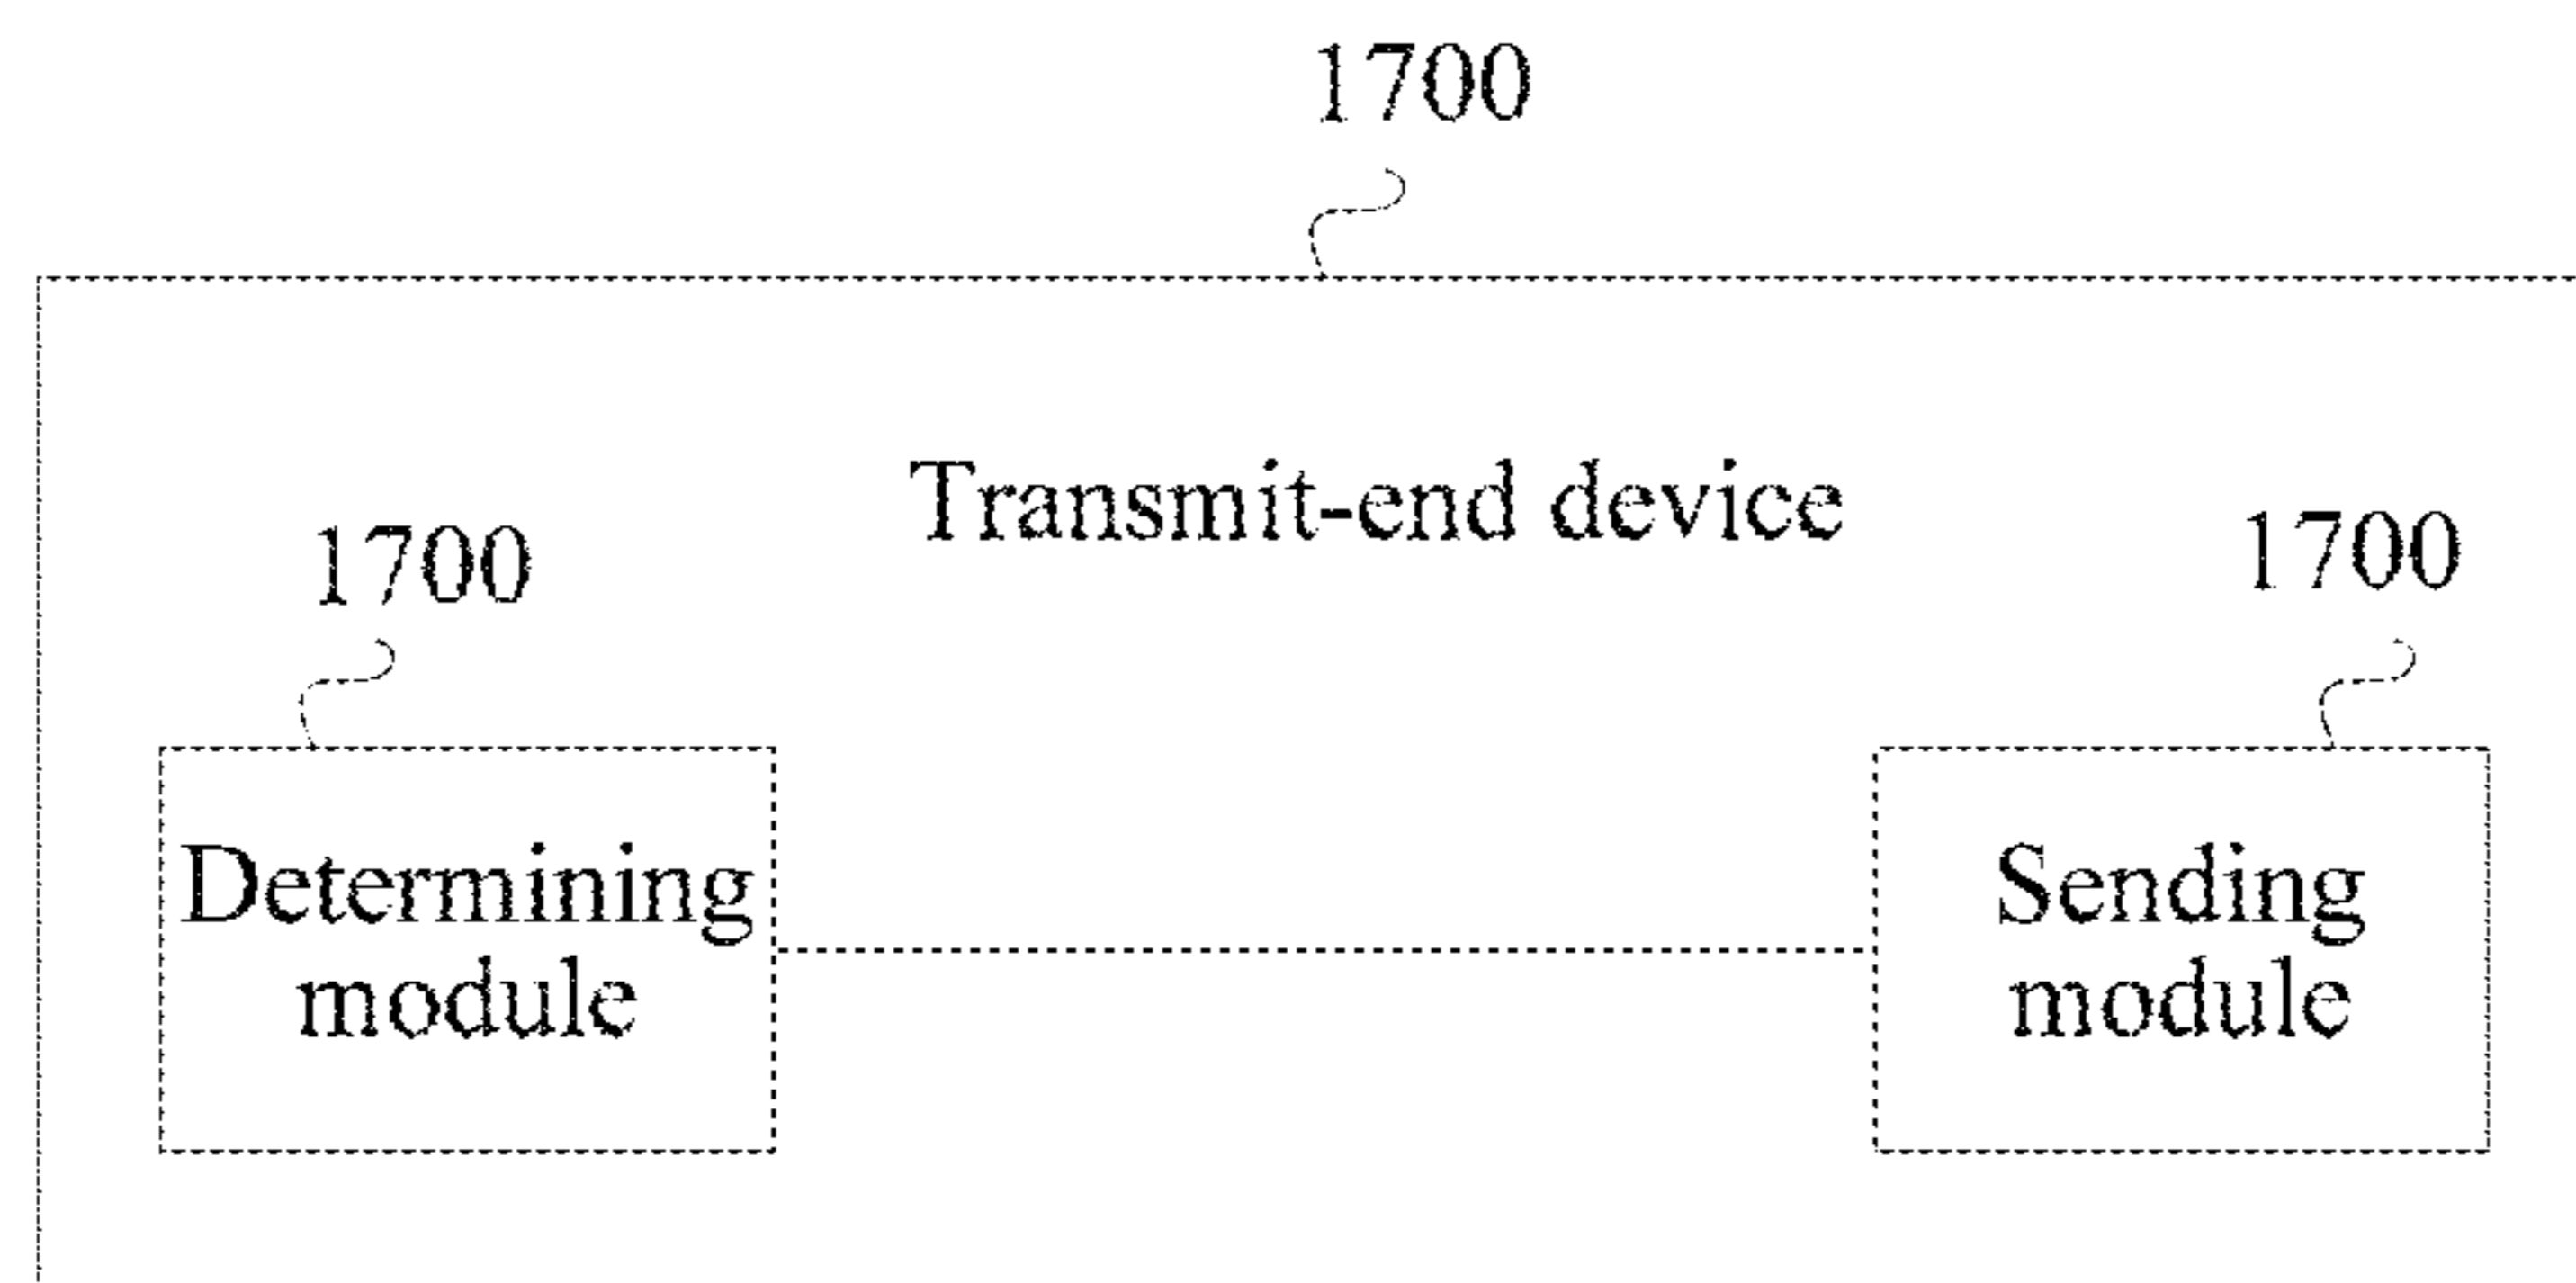 1700
Transmit-end device
1700
1700
Determining
module
Sending
module